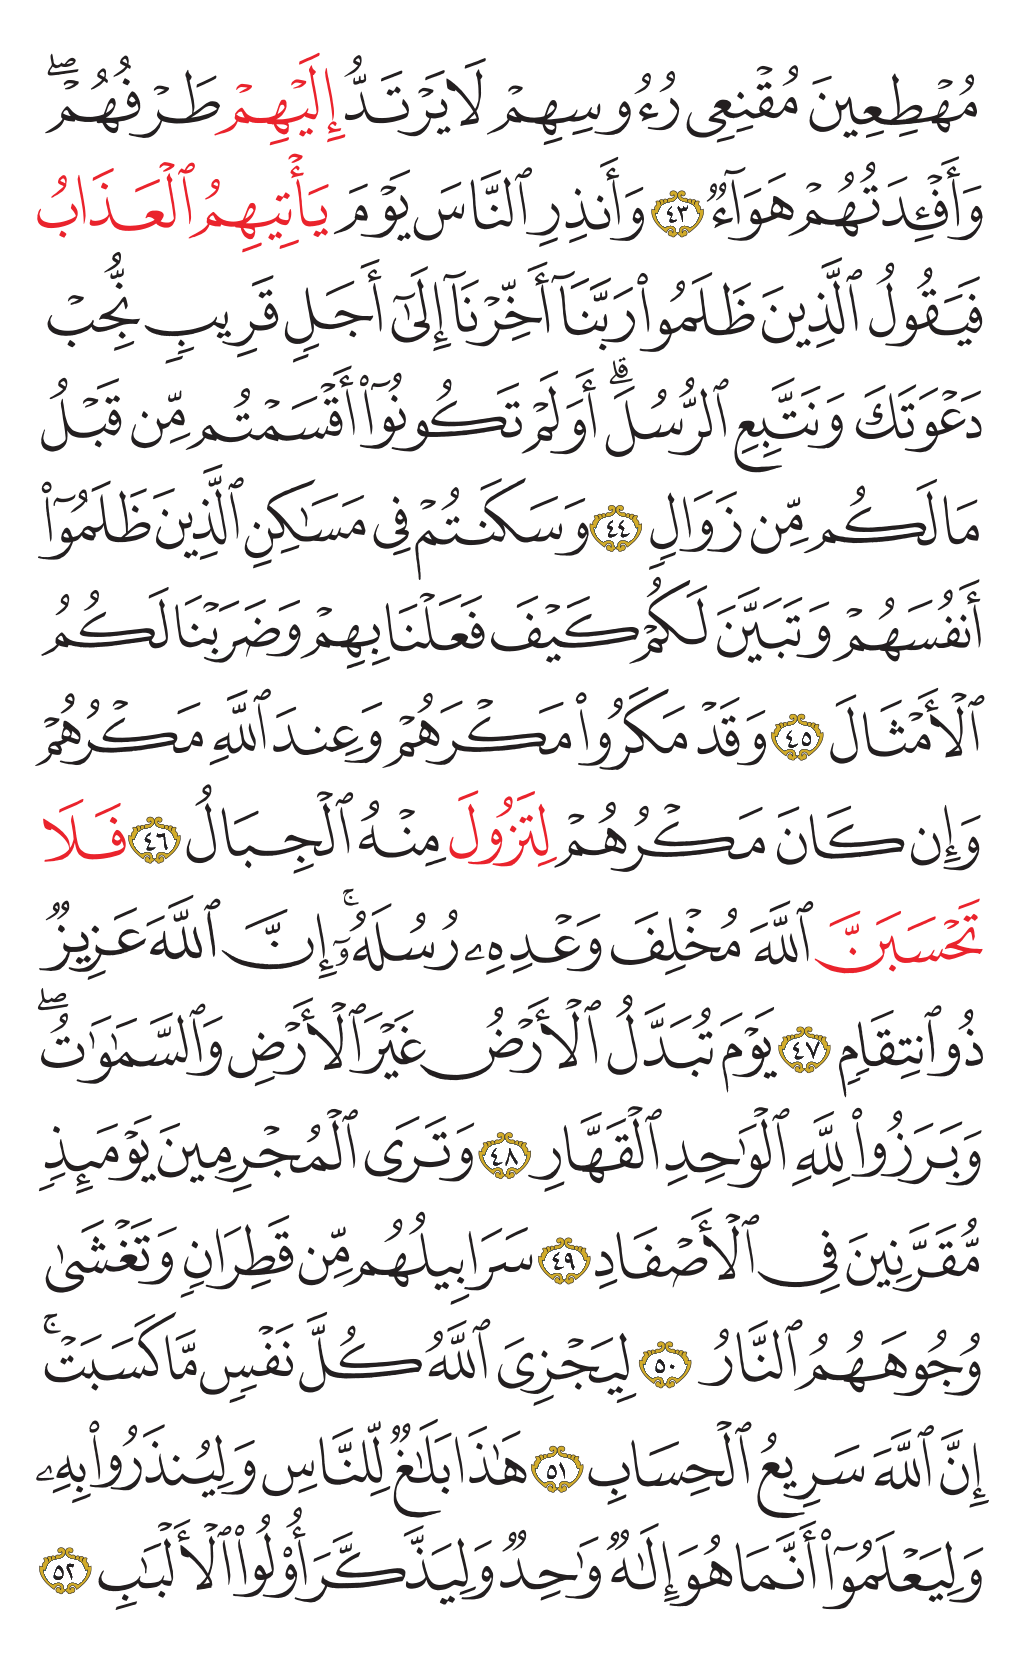 مُهۡطِعِينَ مُقۡنِعِي رُءُوسِهِمۡ لَا يَرۡتَدُّ إِلَيۡهِمۡ طَرۡفُهُمۡۖ
وَأَفۡـِٔدَتُهُمۡ هَوَآءٞ ٤٣ وَأَنذِرِ ٱلنَّاسَ يَوۡمَ يَأۡتِيهِمُ ٱلۡعَذَابُ
فَيَقُولُ ٱلَّذِينَ ظَلَمُواْ رَبَّنَآ أَخِّرۡنَآ إِلَىٰٓ أَجَلٖ قَرِيبٖ نُّجِبۡ
دَعۡوَتَكَ وَنَتَّبِعِ ٱلرُّسُلَۗ أَوَلَمۡ تَكُونُوٓاْ أَقۡسَمۡتُم مِّن قَبۡلُ
مَا لَكُم مِّن زَوَالٖ ٤٤ وَسَكَنتُمۡ فِي مَسَٰكِنِ ٱلَّذِينَ ظَلَمُوٓاْ
أَنفُسَهُمۡ وَتَبَيَّنَ لَكُمۡ كَيۡفَ فَعَلۡنَا بِهِمۡ وَضَرَبۡنَا لَكُمُ
ٱلۡأَمۡثَالَ ٤٥ وَقَدۡ مَكَرُواْ مَكۡرَهُمۡ وَعِندَ ٱللَّهِ مَكۡرُهُمۡ
وَإِن كَانَ مَكۡرُهُمۡ لِتَزُولَ مِنۡهُ ٱلۡجِبَالُ ٤٦ فَلَا
تَحۡسَبَنَّ ٱللَّهَ مُخۡلِفَ وَعۡدِهِۦ رُسُلَهُۥٓۚ إِنَّ ٱللَّهَ عَزِيزٞ
ذُو ٱنتِقَامٖ ٤٧ يَوۡمَ تُبَدَّلُ ٱلۡأَرۡضُ غَيۡرَ ٱلۡأَرۡضِ وَٱلسَّمَٰوَٰتُۖ
وَبَرَزُواْ لِلَّهِ ٱلۡوَٰحِدِ ٱلۡقَهَّارِ ٤٨ وَتَرَى ٱلۡمُجۡرِمِينَ يَوۡمَئِذٖ
مُّقَرَّنِينَ فِي ٱلۡأَصۡفَادِ ٤٩ سَرَابِيلُهُم مِّن قَطِرَانٖ وَتَغۡشَىٰ
وُجُوهَهُمُ ٱلنَّارُ ٥٠ لِيَجۡزِيَ ٱللَّهُ كُلَّ نَفۡسٖ مَّا كَسَبَتۡۚ
إِنَّ ٱللَّهَ سَرِيعُ ٱلۡحِسَابِ ٥١ هَٰذَا بَلَٰغٞ لِّلنَّاسِ وَلِيُنذَرُواْ بِهِۦ
وَلِيَعۡلَمُوٓاْ أَنَّمَا هُوَ إِلَٰهٞ وَٰحِدٞ وَلِيَذَّكَّرَ أُوْلُواْ ٱلۡأَلۡبَٰبِ ٥٢